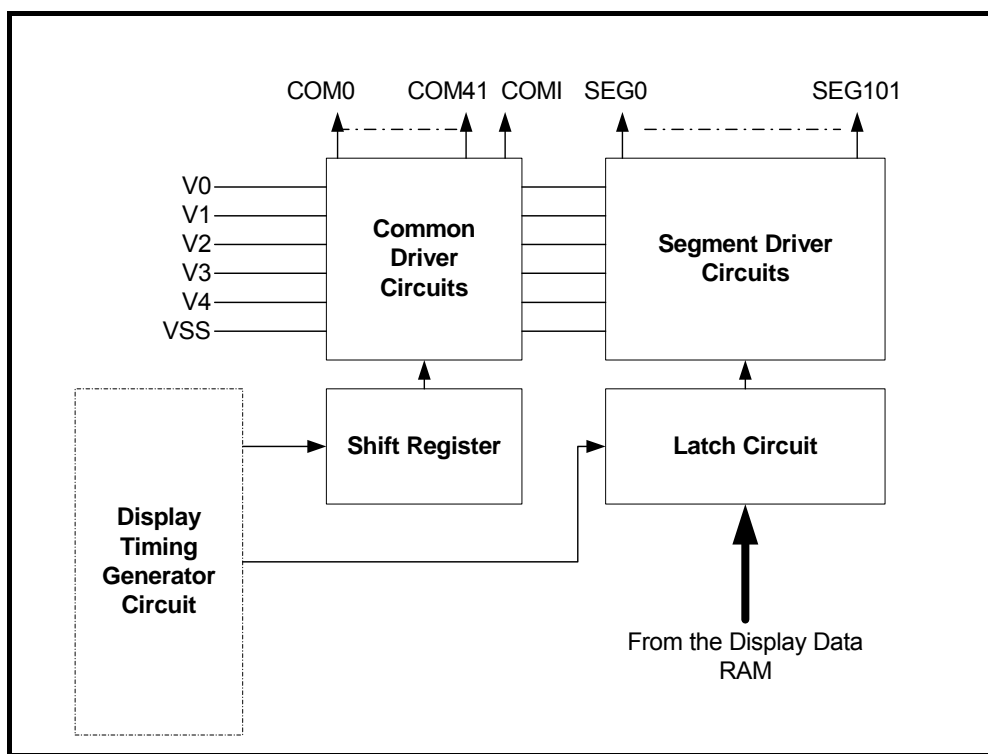 COM0 COM41 COMI SEG0 SEG101
V0
V1
V2
V3
V4
VSS
Common
Driver
Circuits
Segment Driver
Circuits
Shift Register
Latch Circuit
Display
Timing
Generator
Circuit
From the Display Data
RAM